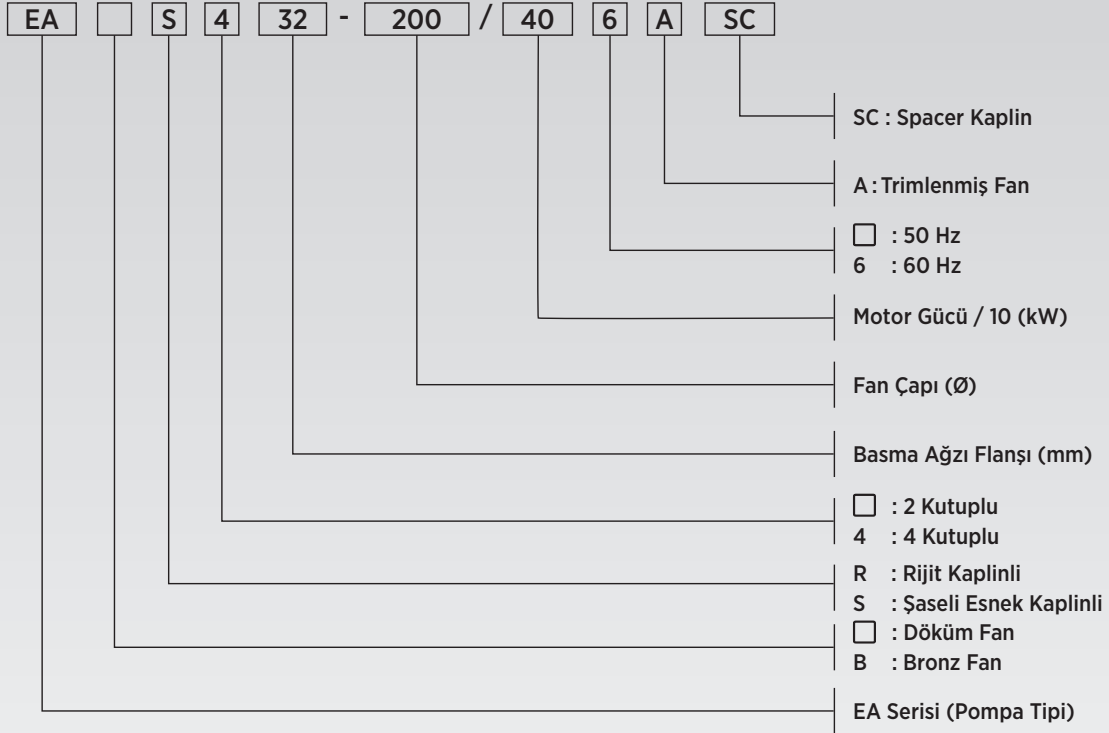 EA S 4 32 - 200 / 40 6 A SC
SC : Spacer Kaplin
A : Trimlenmiş Fan
☐ : 50 Hz
6 : 60 Hz
Motor Gücü / 10 (kW)
Fan Çapı (Ø)
Basma Ağzı Flanşı (mm)
☐ : 2 Kutuplu
4 : 4 Kutuplu
R : Rijit Kaplinli
S : Şaseli Esnek Kaplinli
☐ : Döküm Fan
B : Bronz Fan
EA Serisi (Pompa Tipi)